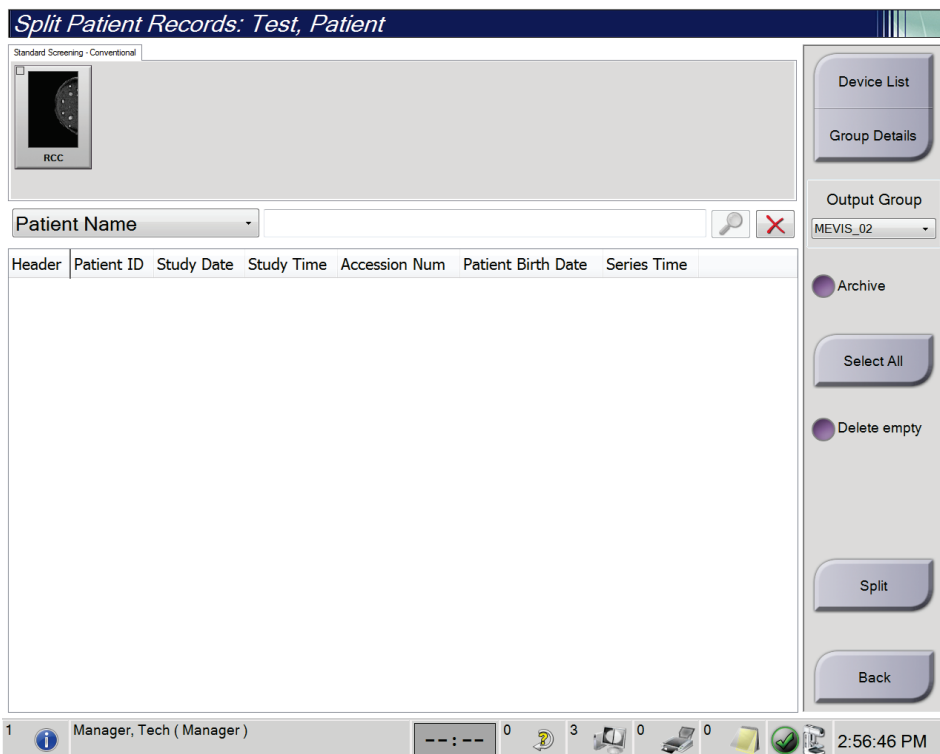 Split Patient Records: Test, Patient
Standard Screening - Conventional
RCC
Patient Name
Header Patient ID Study Date Study Time Accession Num Patient Birth Date Series Time
Device List
Group Details
Output Group
MEVIS_02
Archive
Select All
Delete empty
Split
Back
1 Manager, Tech ( Manager ) --:-- 0 3 0 0 2:56:46 PM